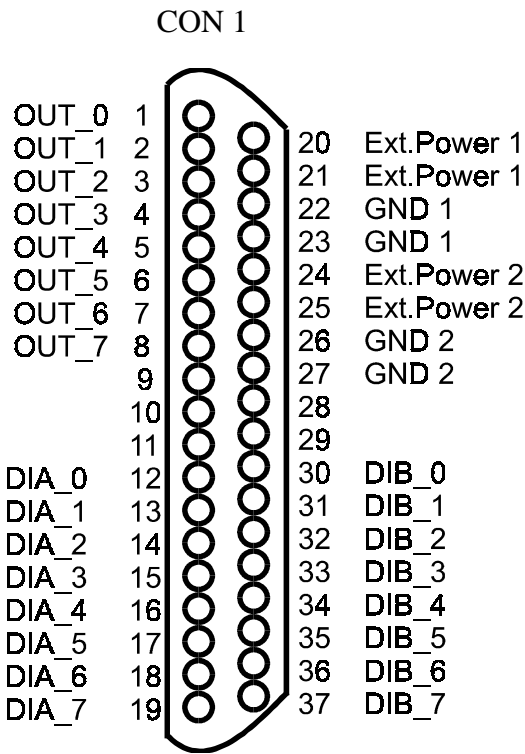 CON 1
OUT_0 1
OUT_1 2
OUT_2 3
OUT_3 4
OUT_4 5
OUT_5 6
OUT_6 7
OUT_7 8
9
10
11
DIA_0 12
DIA_1 13
DIA_2 14
DIA_3 15
DIA_4 16
DIA_5 17
DIA_6 18
DIA_7 19
20 Ext.Power 1
21 Ext.Power 1
22 GND 1
23 GND 1
24 Ext.Power 2
25 Ext.Power 2
26 GND 2
27 GND 2
28
29
30 DIB_0
31 DIB_1
32 DIB_2
33 DIB_3
34 DIB_4
35 DIB_5
36 DIB_6
37 DIB_7